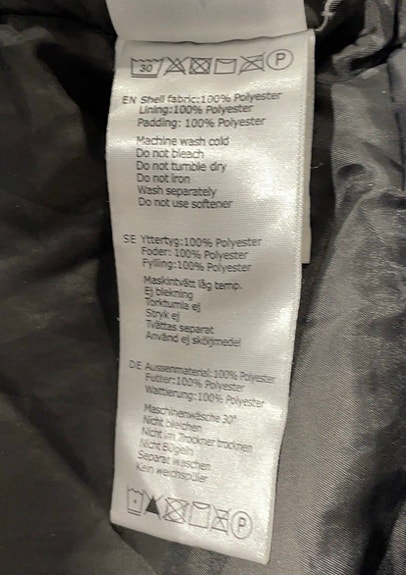 30 P
EN Shell fabric:100% Polyester
Lining:100% Polyester
Padding: 100% Polyester
Machine wash cold
Do not bleach
Do not tumble dry
Do not iron
Wash separately
Do not use softener
SE Yttertyg:100% Polyester
Foder: 100% Polyester
Fylling:100% Polyester
Maskintvätt låg temp.
Ej blekning
Torktumla ej
Stryk ej
Tvättas separat
Använd ej sköljmedel
DE Aussenmaterial:100% Polyester
Futter:100% Polyester
Wattierung:100% Polyester
Maschinenwäsche 30°
Nicht bleichen
Nicht im Trockner trocknen
Nicht Bügeln
Separat waschen
Kein weichspüler
P